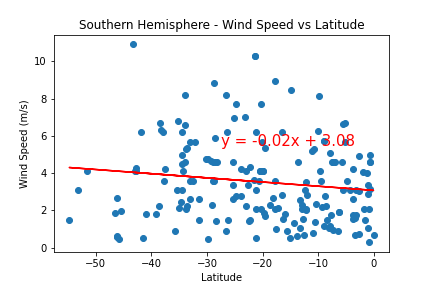 Southern Hemisphere - Wind Speed vs Latitude
10
8
y = -0.02x + 3.08
6
4
2
0
Wind Speed (m/s)
−50 −40 −30 −20 −10 0
Latitude